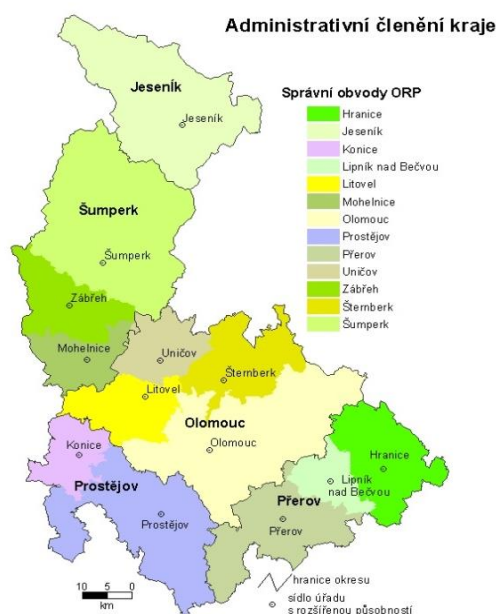 Administrativní členění kraje
Správní obvody ORP
Hranice
Jeseník
Konice
Lipník nad Bečvou
Litovel
Mohelnice
Olomouc
Prostějov
Přerov
Uničov
Zábřeh
Šternberk
Šumperk
Jeseník
Jeseník
Šumperk
Šumperk
Zábřeh
Mohelnice
Uničov
Šternberk
Litovel
Olomouc
Olomouc
Konice
Hranice
Lipník
nad Bečvou
Prostějov
Prostějov
Přerov
Přerov
10 5 0
km
hranice okresu
sídlo úřadu
s rozšířenou působností